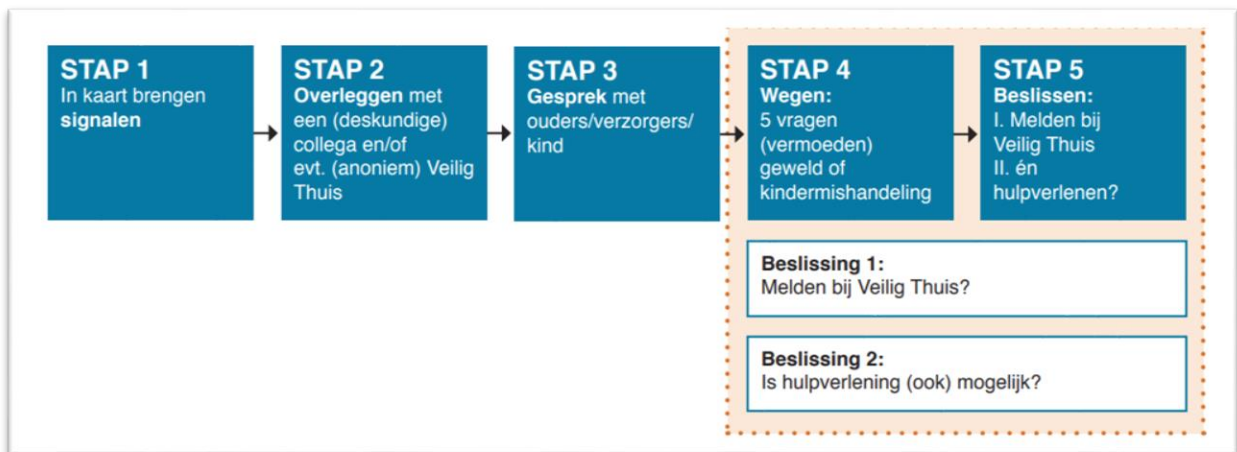 STAP 1
In kaart brengen
signalen
STAP 2
Overleggen met
een (deskundige)
collega en/of
evt. (anoniem) Veilig
Thuis
STAP 3
Gesprek met
ouders/verzorgers/
kind
STAP 4
Wegen:
5 vragen
(vermoeden)
geweld of
kindermishandeling
STAP 5
Beslissen:
I. Melden bij
Veilig Thuis
II. én
hulpverlenen?
Beslissing 1:
Melden bij Veilig Thuis?
Beslissing 2:
Is hulpverlening (ook) mogelijk?